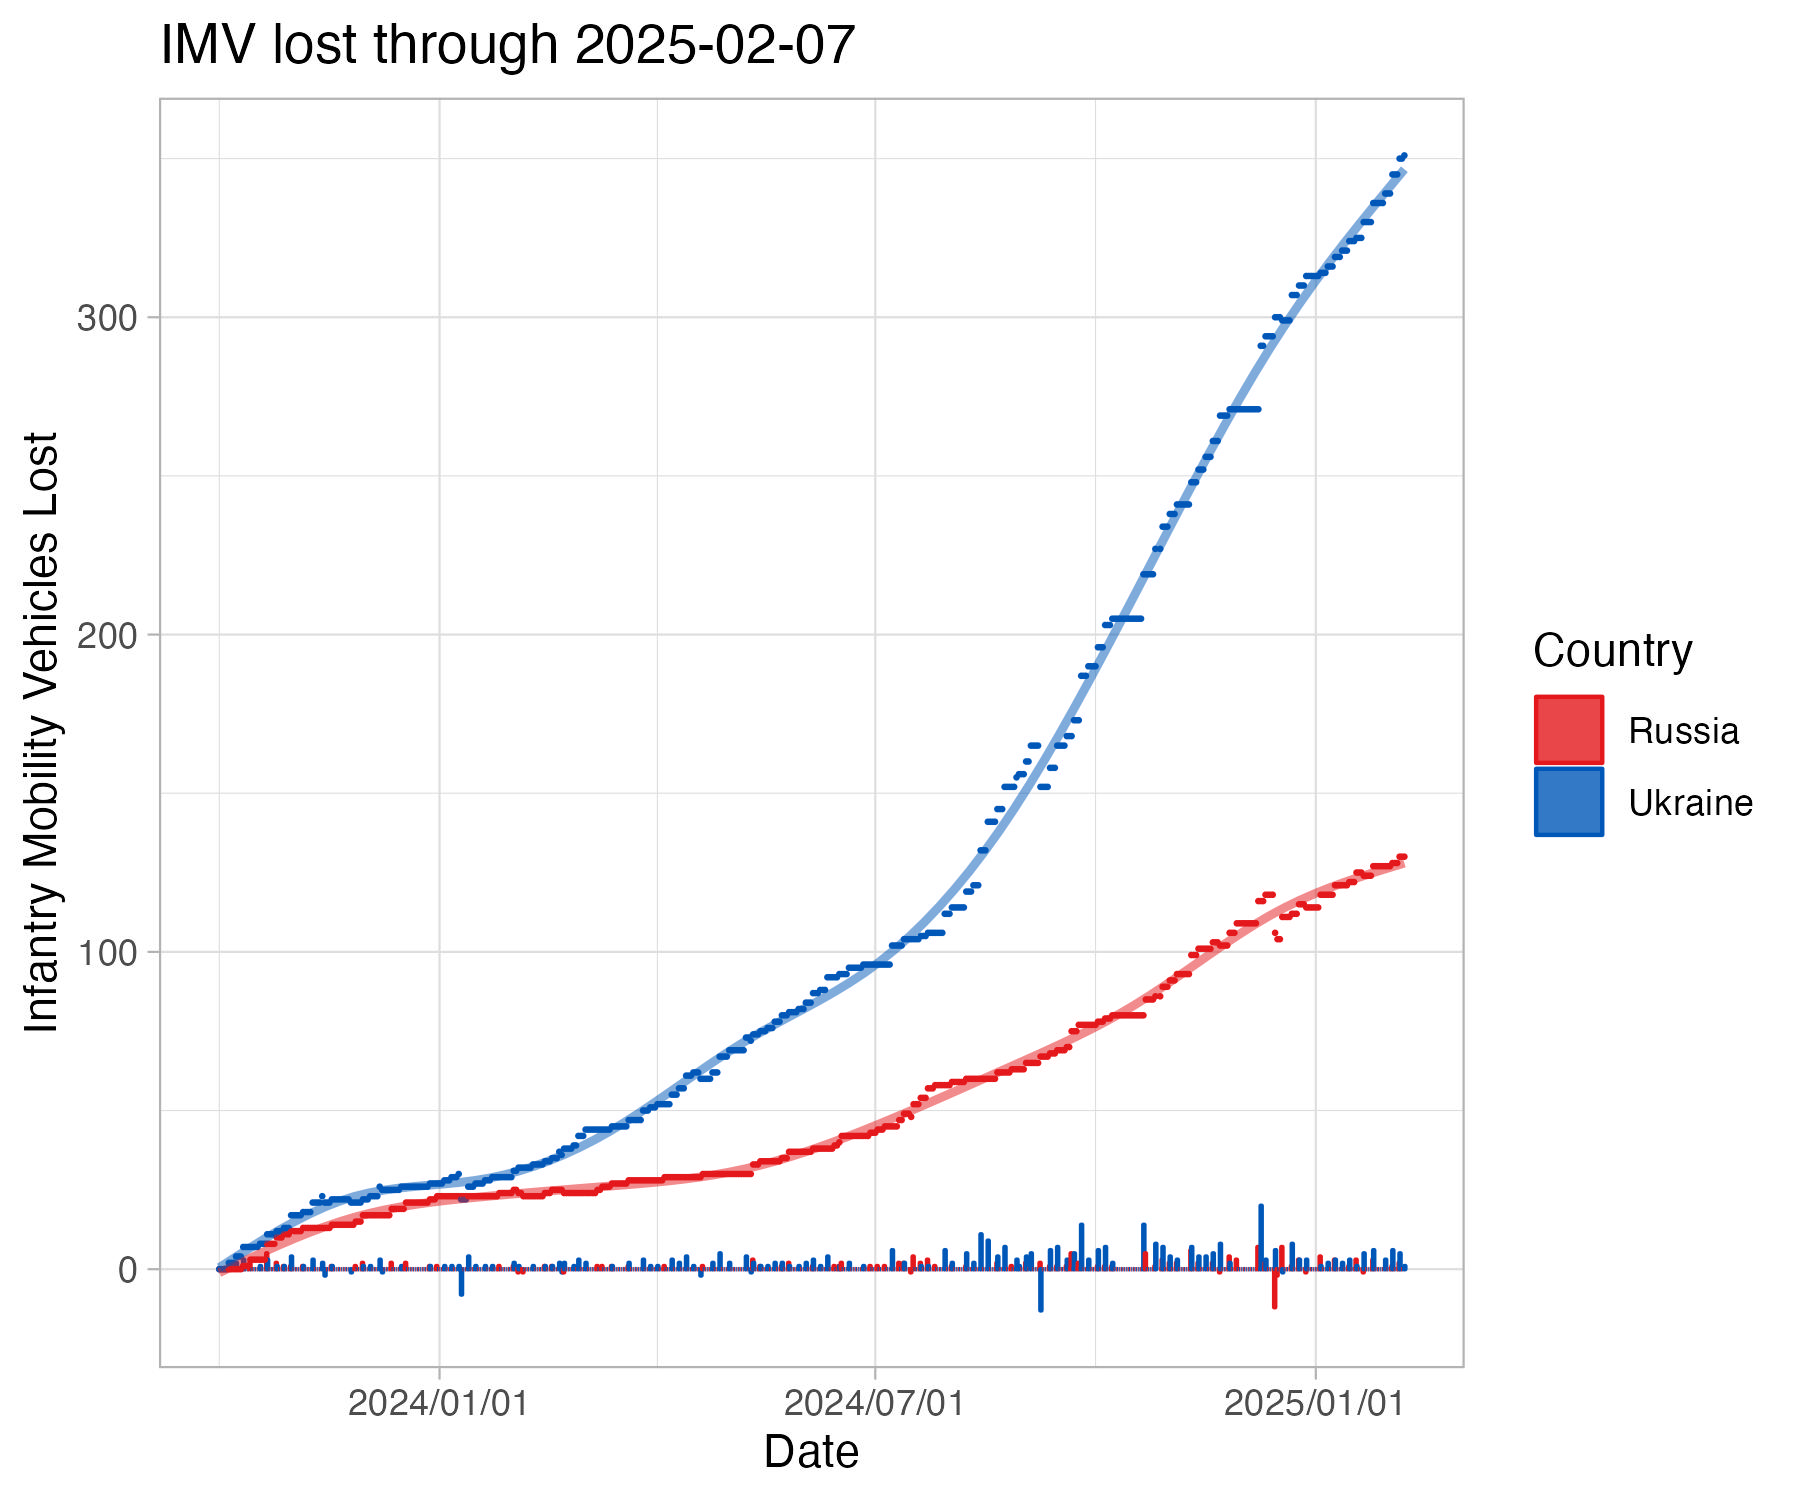 IMV lost through 2025-02-07
Infantry Mobility Vehicles Lost
300
200
100
0
2024/01/01
2024/07/01
2025/01/01
Date
Country
Russia
Ukraine